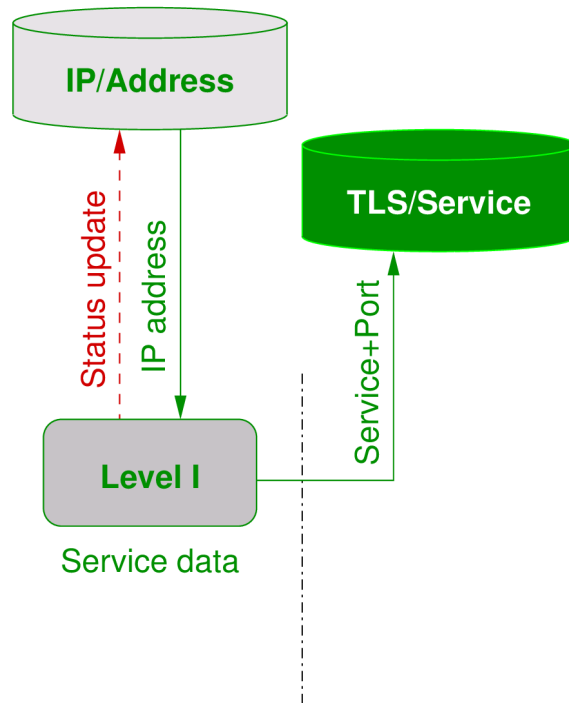 IP/Address
TLS/Service
Status update
IP address
Service+Port
Level I
Service data